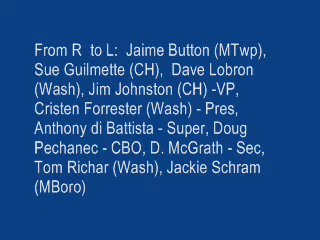 From R to L: Jaime Button (MTwp),
Sue Guilmette (CH), Dave Lobron
(Wash), Jim Johnston (CH) -VP,
Cristen Forrester (Wash) - Pres,
Anthony di Battista - Super, Doug
Pechanec - CBO, D. McGrath - Sec,
Tom Richar (Wash), Jackie Schram
(MBoro)